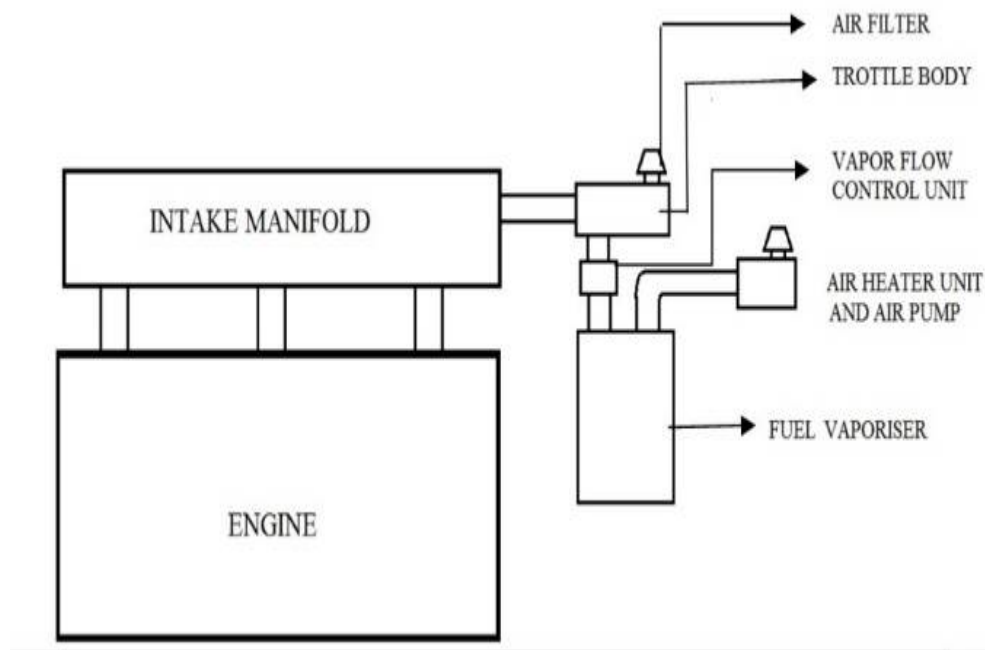 AIR FILTER
TROTTLE BODY
VAPOR FLOW
CONTROL UNIT
INTAKE MANIFOLD
AIR HEATER UNIT
AND AIR PUMP
FUEL VAPORISER
ENGINE